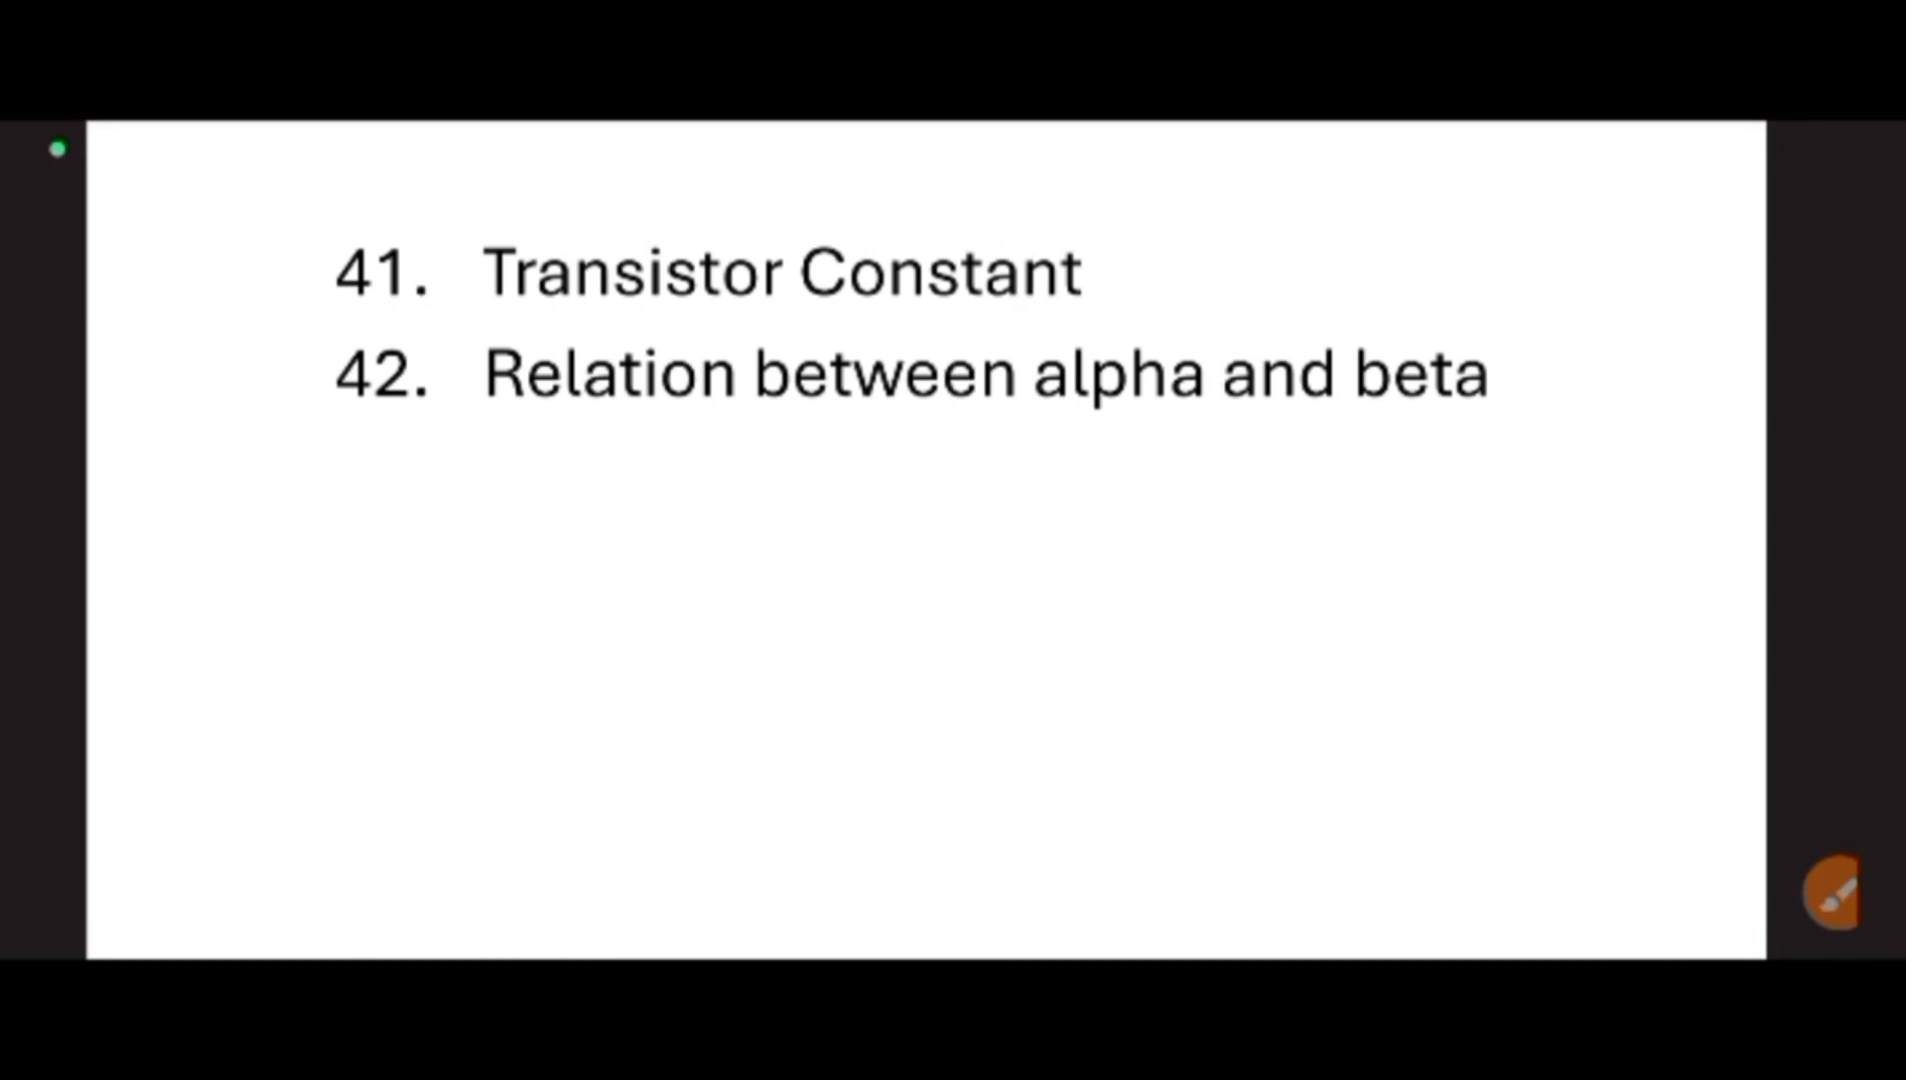 41. Transistor Constant
42. Relation between alpha and beta